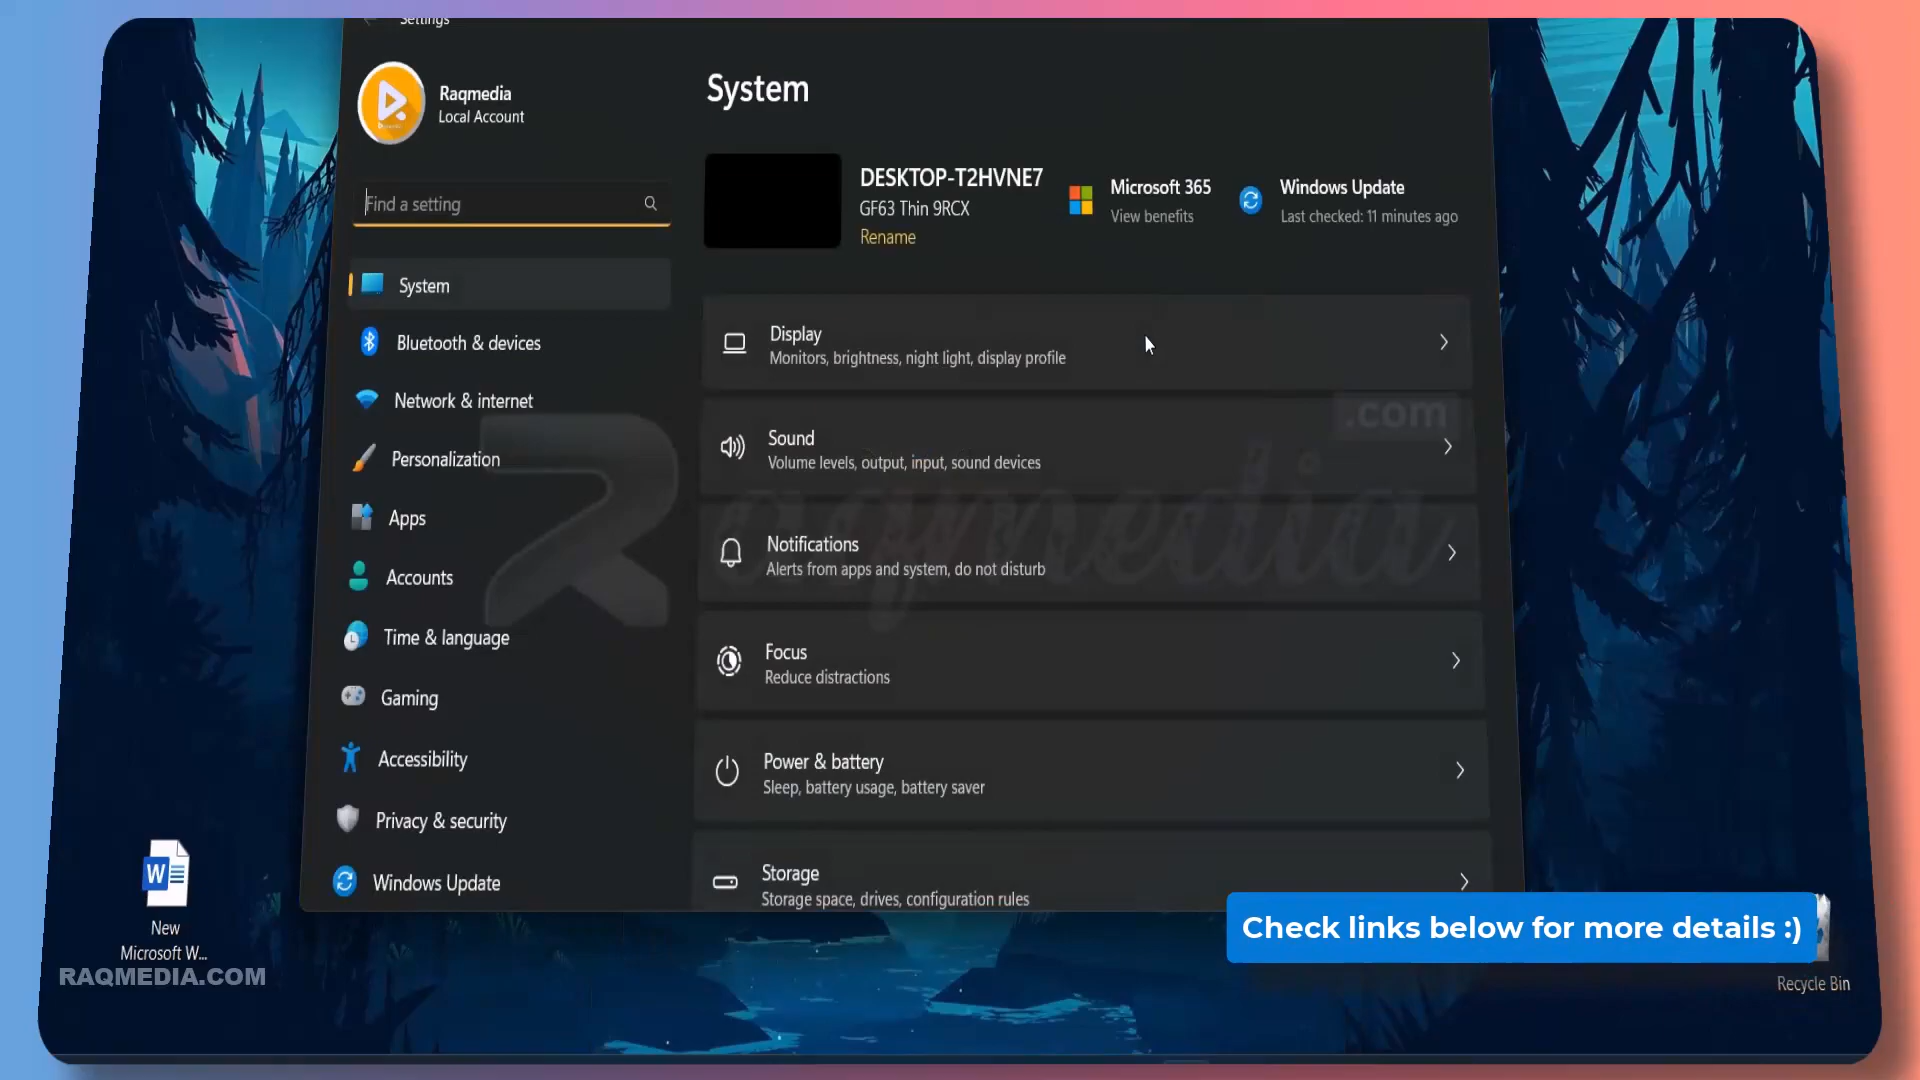 Settings
Raqmedia
Local Account
Find a setting
System
Bluetooth & devices
Network & internet
Personalization
Apps
Accounts
Time & language
Gaming
Accessibility
Privacy & security
Windows Update
System
DESKTOP-T2HVNE7
GF63 Thin 9RCX
Rename
Microsoft 365
View benefits
Windows Update
Last checked: 11 minutes ago
Display
Monitors, brightness, night light, display profile
Sound
Volume levels, output, input, sound devices
Notifications
Alerts from apps and system, do not disturb
Focus
Reduce distractions
Power & battery
Sleep, battery usage, battery saver
Storage
Storage space, drives, configuration rules
.com
Raqmedia
New
Microsoft W...
RAQMEDIA.COM
Check links below for more details :)
Recycle Bin